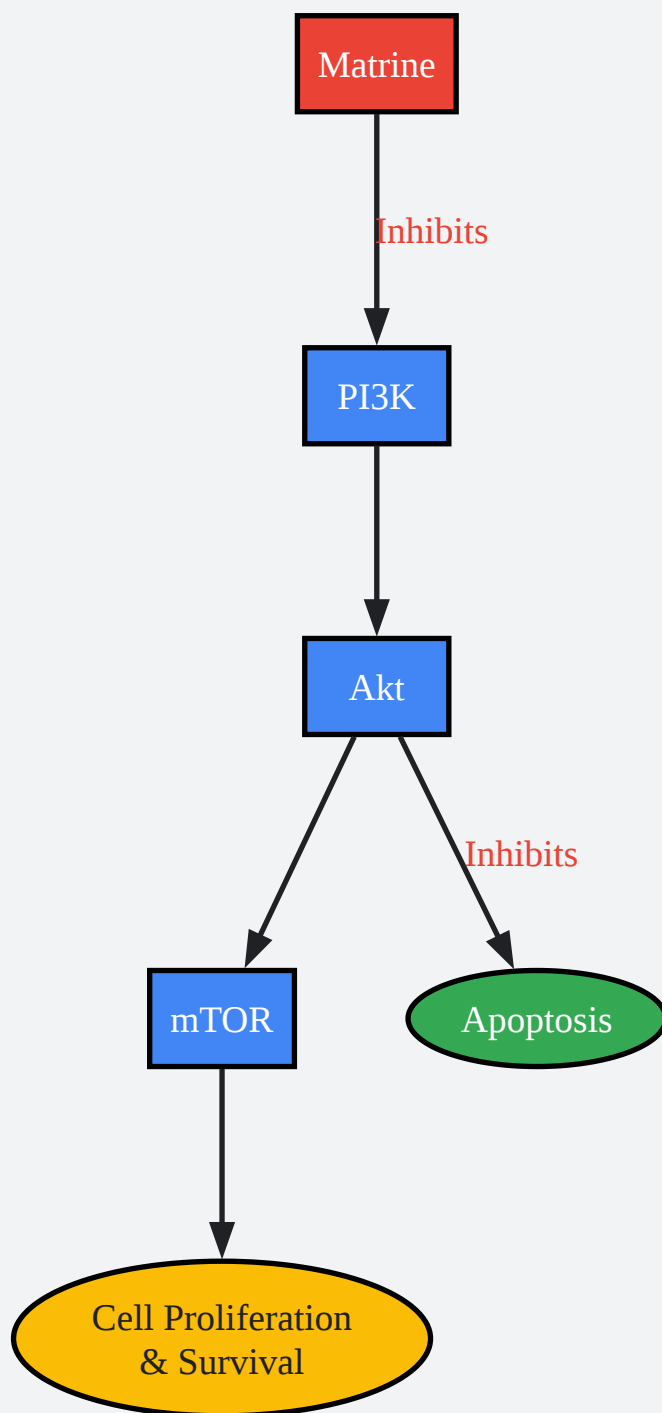 Matrine
Inhibits
PI3K
Akt
Inhibits
mTOR
Apoptosis
Cell Proliferation
& Survival